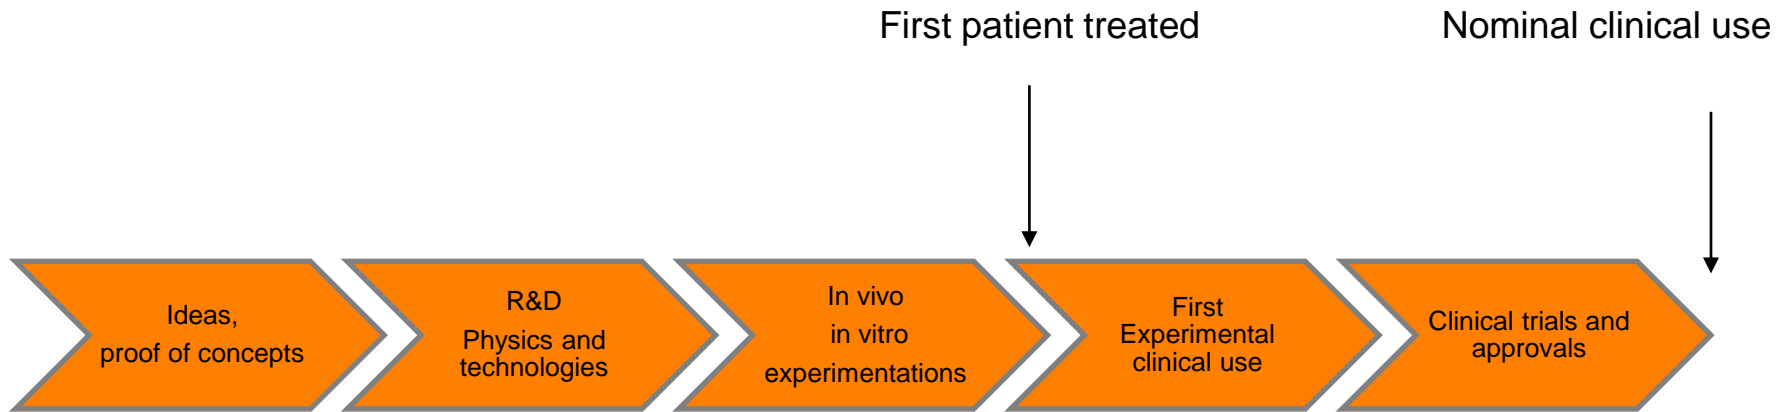 First patient treated
Nominal clinical use
Ideas,
proof of concepts
R&D
Physics and
technologies
In vivo
in vitro
experimentations
First
Experimental
clinical use
Clinical trials and
approvals